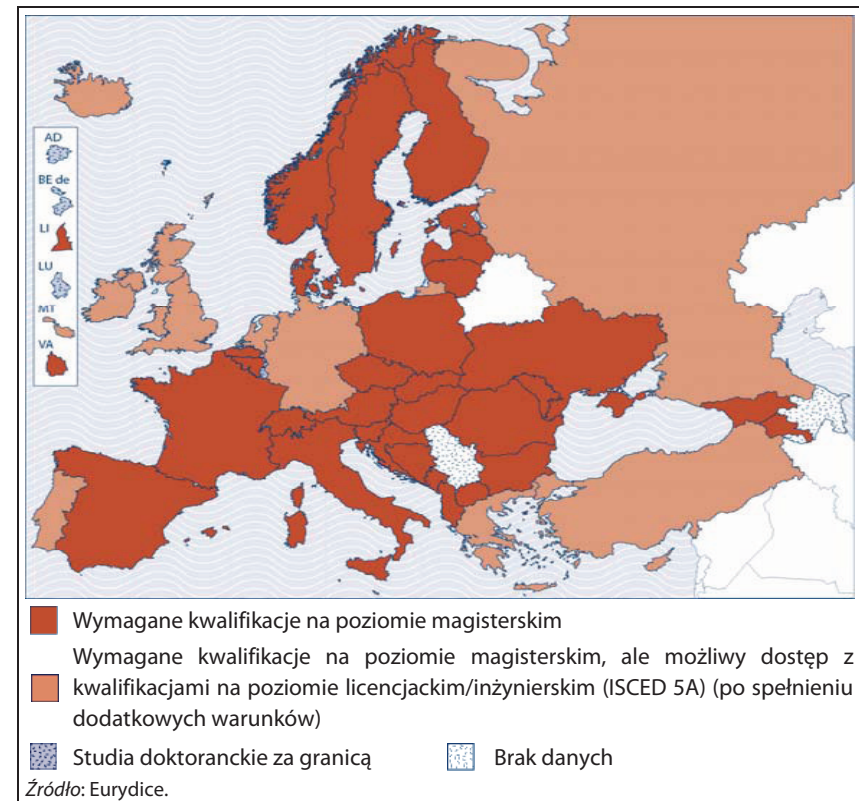 AD
BE de
LI
LU
MT
VA
Wymagane kwalifikacje na poziomie magisterskim
Wymagane kwalifikacje na poziomie magisterskim, ale możliwy dostęp z
kwalifikacjami na poziomie licencjackim/inżynierskim (ISCED 5A) (po spełnieniu
dodatkowych warunków)
Studia doktoranckie za granicą Brak danych
Źródło: Eurydice.